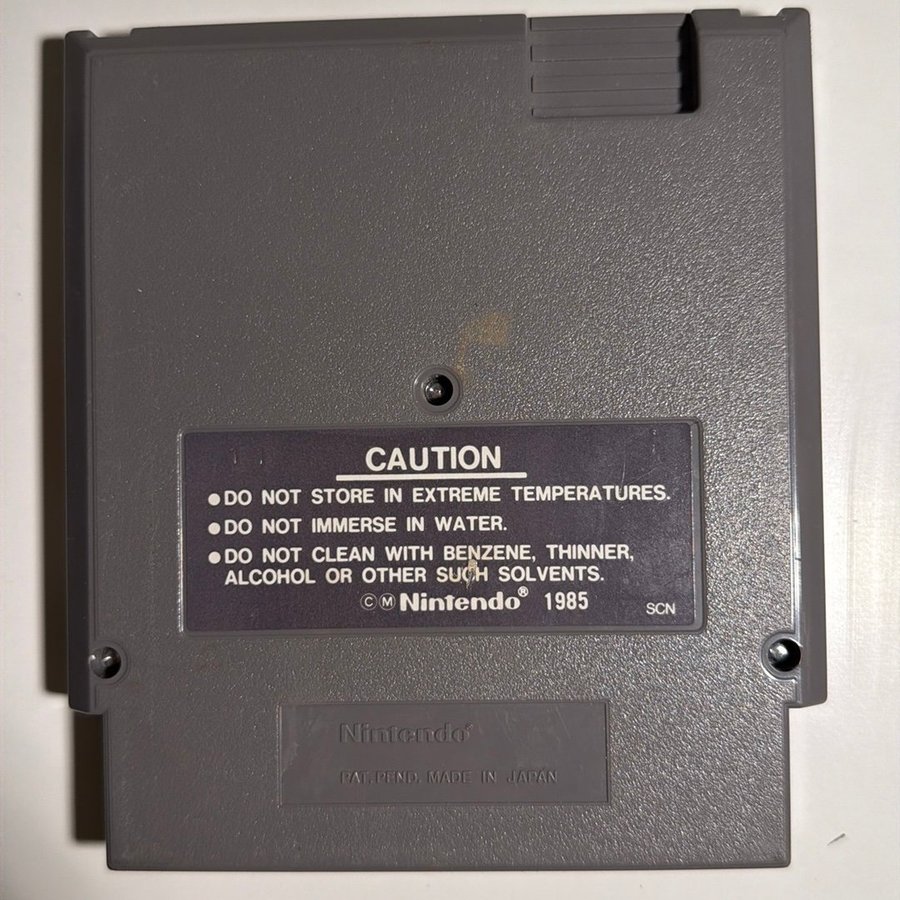 CAUTION
●DO NOT STORE IN EXTREME TEMPERATURES.
●DO NOT IMMERSE IN WATER.
●DO NOT CLEAN WITH BENZENE, THINNER,
ALCOHOL OR OTHER SUCH SOLVENTS.
ⒸⓂNintendo® 1985
SCN
Nintendo®
PAT. PEND. MADE IN JAPAN